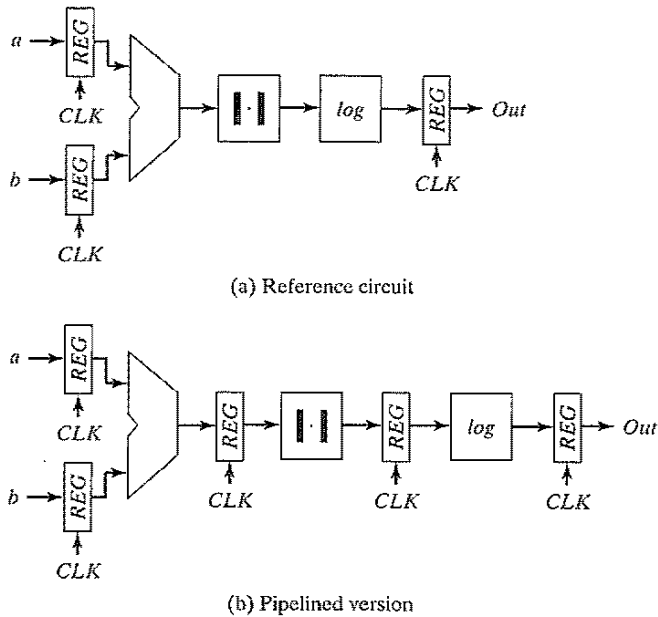 a
REG
CLK
b
REG
CLK
|·|
log
REG
CLK
Out
(a) Reference circuit
a
REG
CLK
b
REG
CLK
REG
CLK
|·|
REG
CLK
log
REG
CLK
Out
(b) Pipelined version